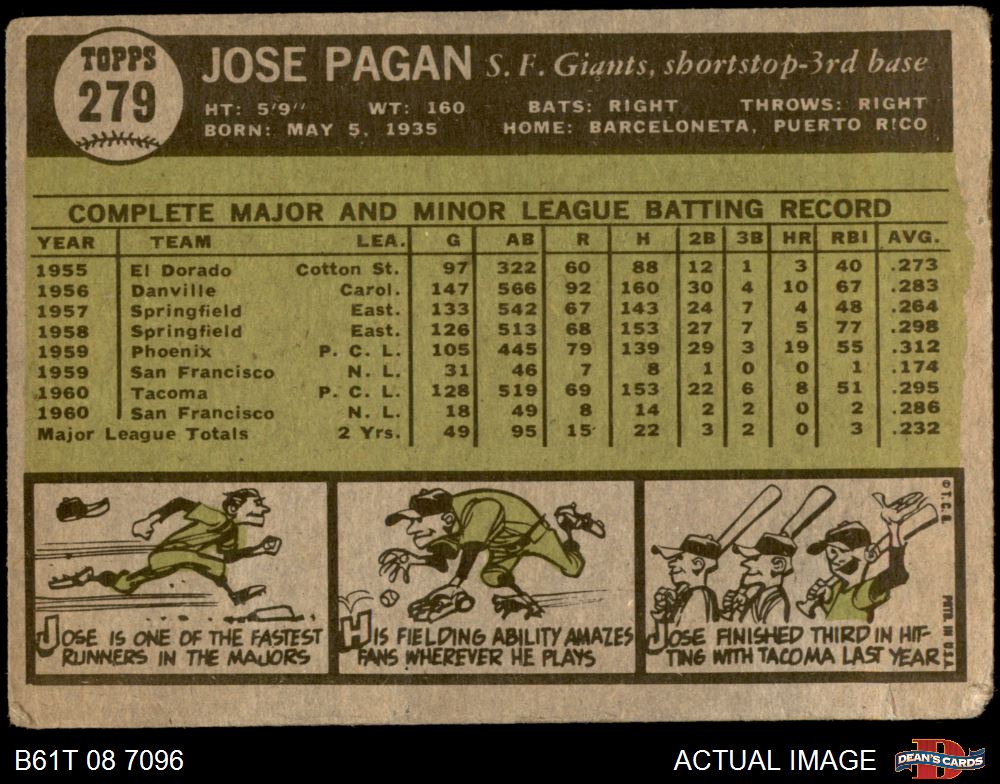 TOPPS
279
JOSE PAGAN S. F. Giants, shortstop-3rd base
HT: 5'9" WT: 160 BATS: RIGHT THROWS: RIGHT
BORN: MAY 5, 1935 HOME: BARCELONETA, PUERTO RICO
COMPLETE MAJOR AND MINOR LEAGUE BATTING RECORD
YEAR TEAM LEA. G AB R H 2B 3B HR RBI AVG.
1955 El Dorado Cotton St. 97 322 60 88 12 1 3 40 .273
1956 Danville Carol. 147 566 92 160 30 4 10 67 .283
1957 Springfield East. 133 542 67 143 24 7 4 48 .264
1958 Springfield East. 126 513 68 153 27 7 5 77 .298
1959 Phoenix P. C. L. 105 445 79 139 29 3 19 55 .312
1959 San Francisco N. L. 31 46 7 8 1 0 0 1 .174
1960 Tacoma P. C. L. 128 519 69 153 22 6 8 51 .295
1960 San Francisco N. L. 18 49 8 14 2 2 0 2 .286
Major League Totals 2 Yrs. 49 95 15 22 3 2 0 3 .232
JOSE IS ONE OF THE FASTEST
RUNNERS IN THE MAJORS
HIS FIELDING ABILITY AMAZES
FANS WHEREVER HE PLAYS
JOSE FINISHED THIRD IN HIT-
TING WITH TACOMA LAST YEAR
© T. C. G.
PRTD. IN U.S.A.
B61T 08 7096
ACTUAL IMAGE
D
DEAN'S CARDS